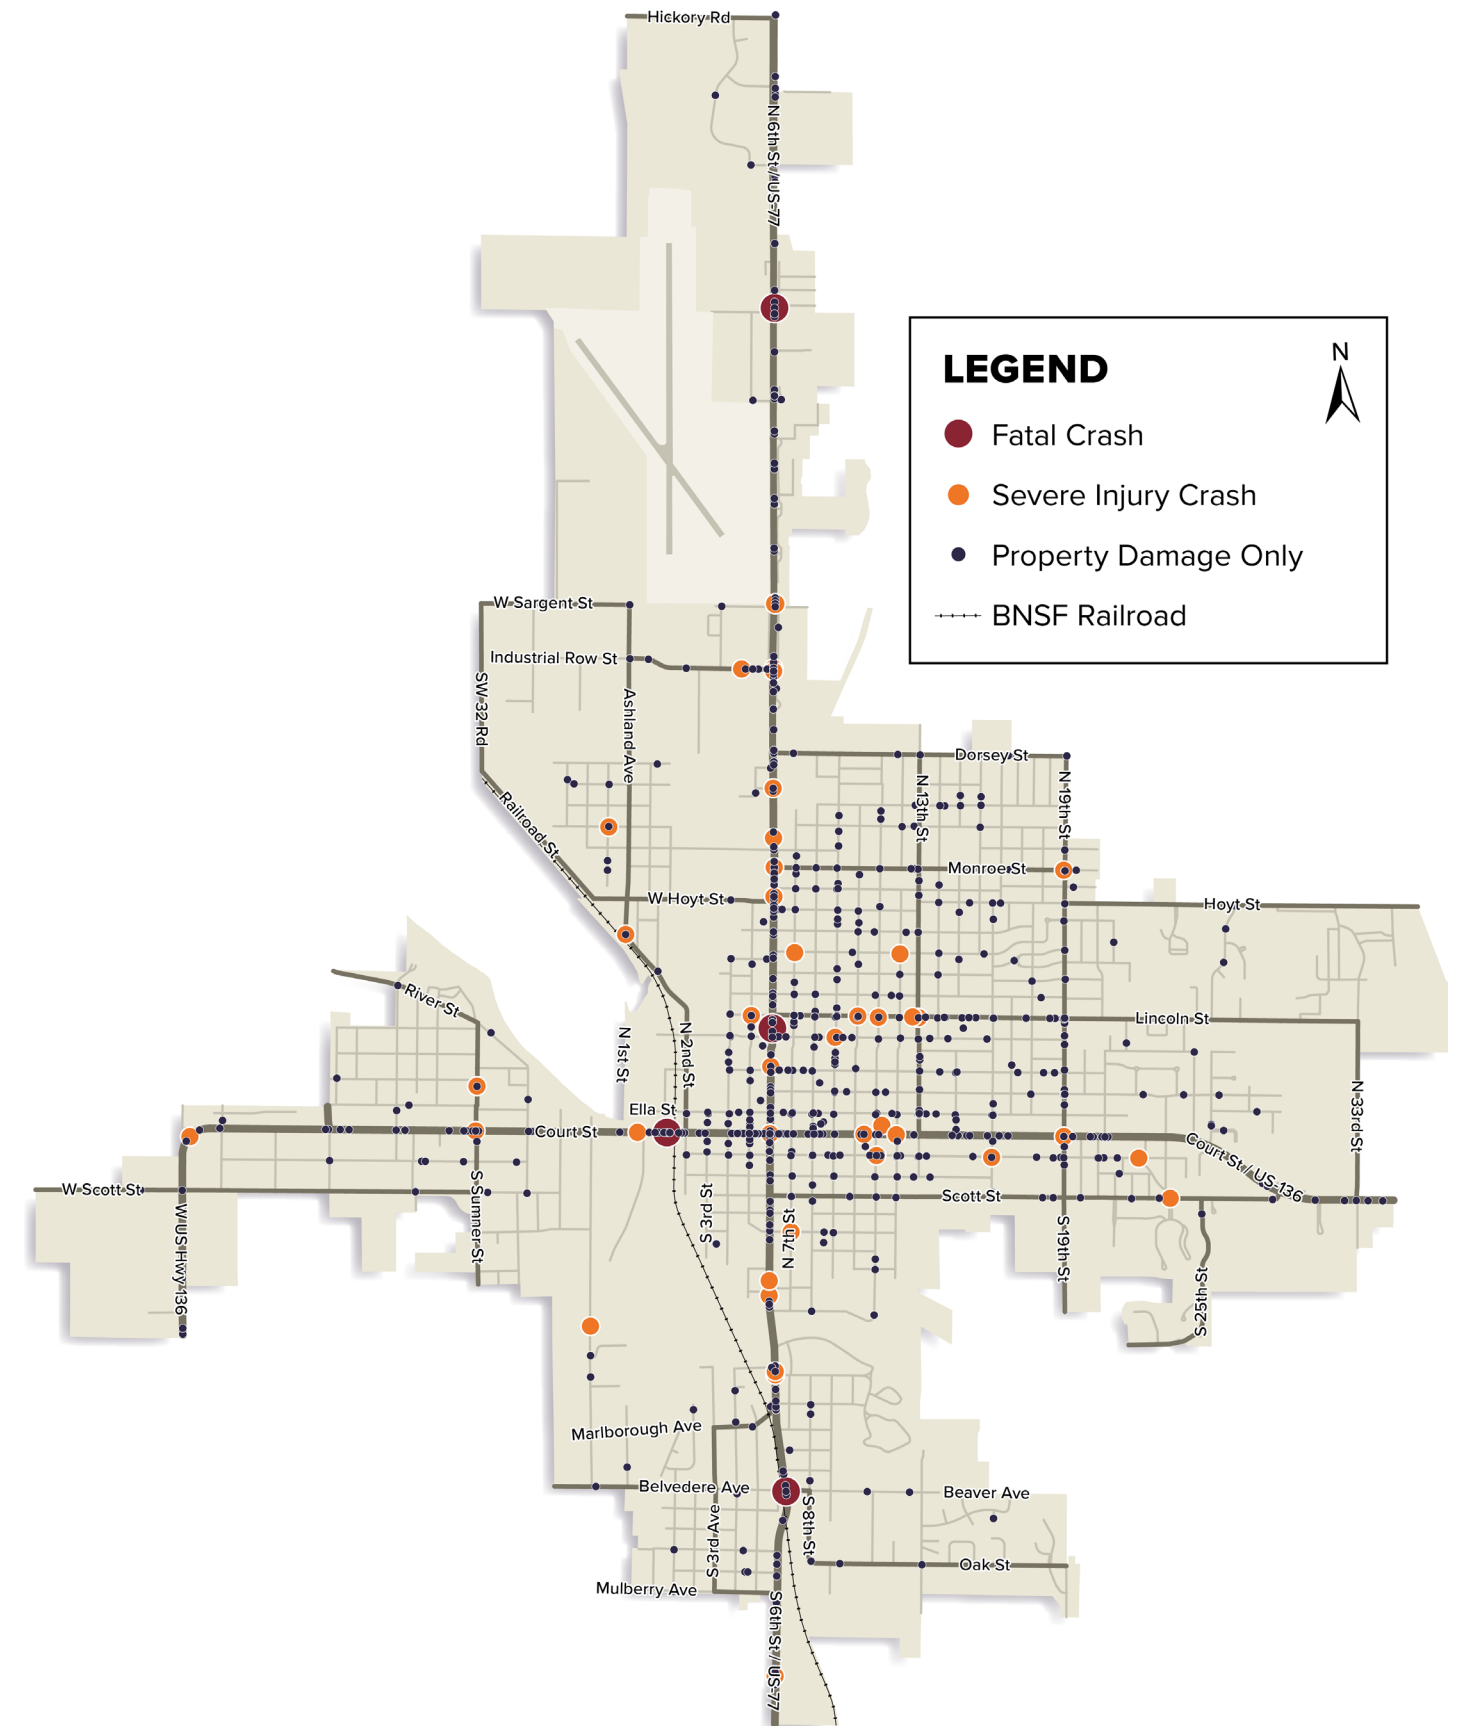 Hickory Rd
N 6th St / US-77
LEGEND
N
Fatal Crash
Severe Injury Crash
Property Damage Only
BNSF Railroad
W Sargent St
Industrial Row St
SW 32 Rd
Ashland Ave
Dorsey St
N 13th St
N 19th St
Railroad St
Monroe St
W Hoyt St
Hoyt St
River St
Lincoln St
N 1st St
N 2nd St
N 33rd St
Ella St
Court St
Court St / US-136
W Scott St
S Sumner St
S 3rd St
Scott St
W US Hwy 136
N 7th St
S 19th St
S 25th St
Marlborough Ave
Belvedere Ave
Beaver Ave
S 3rd Ave
S 8th St
Oak St
Mulberry Ave
S 6th St / US-77